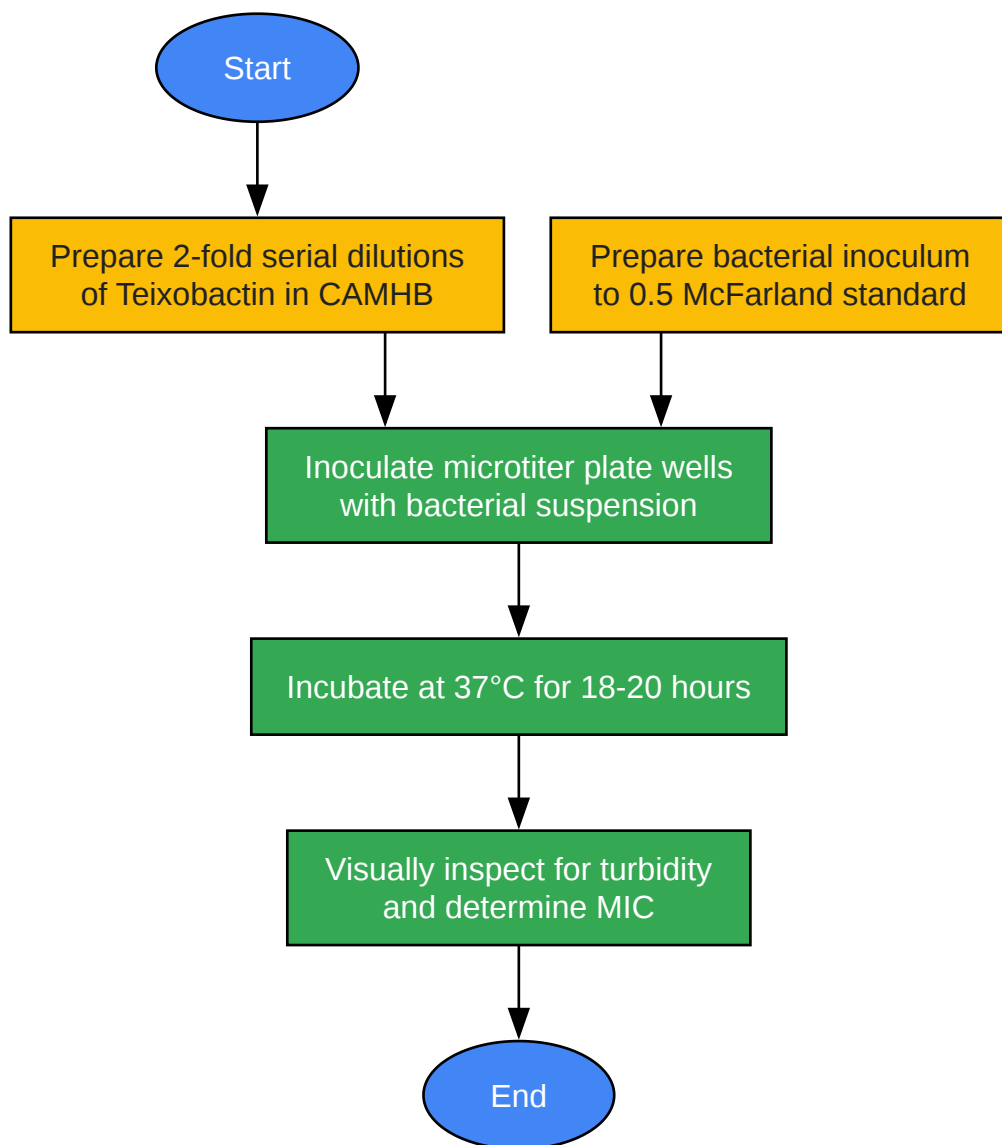 Start
Prepare 2-fold serial dilutions
of Teixobactin in CAMHB
Prepare bacterial inoculum
to 0.5 McFarland standard
Inoculate microtiter plate wells
with bacterial suspension
Incubate at 37°C for 18-20 hours
Visually inspect for turbidity
and determine MIC
End